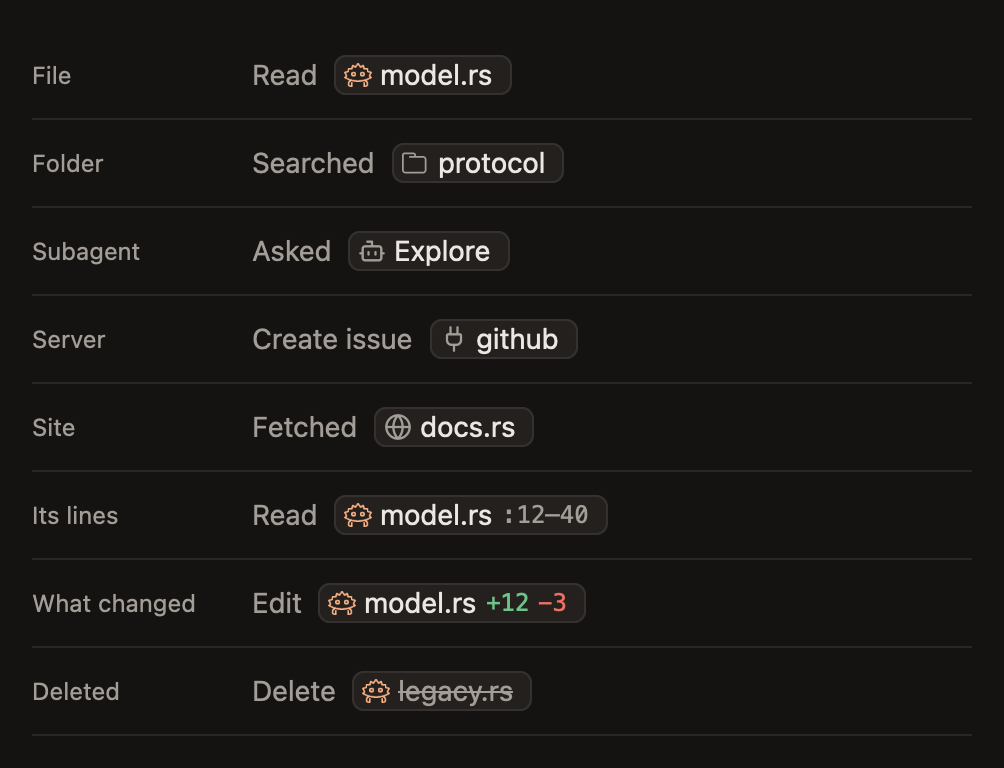 File Read model.rs
Folder Searched protocol
Subagent Asked Explore
Server Create issue github
Site Fetched docs.rs
Its lines Read model.rs :12–40
What changed Edit model.rs +12 −3
Deleted Delete legacy.rs